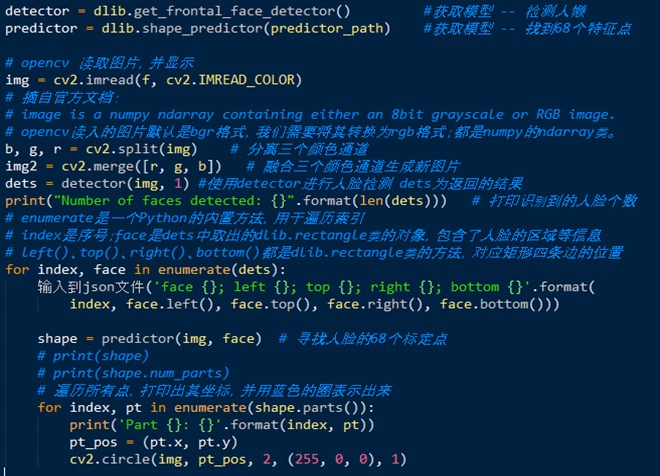 detector = dlib.get_frontal_face_detector() #获取模型 -- 检测人懒
predictor = dlib.shape_predictor(predictor_path) #获取模型 -- 找到68个特征点
# opencv 读取图片, 并显示
img = cv2.imread(f, cv2.IMREAD_COLOR)
# 摘自官方文档:
# image is a numpy ndarray containing either an 8bit grayscale or RGB image.
# opencv读入的图片默认是bgr格式, 我们需要将其转换为rgb格式;都是numpy的ndarray类。
b, g, r = cv2.split(img) # 分离三个颜色通道
img2 = cv2.merge([r, g, b]) # 融合三个颜色通道生成新图片
dets = detector(img, 1) #使用detector进行人脸检测 dets为返回的结果
print("Number of faces detected: {}".format(len(dets))) # 打印识别到的人脸个数
# enumerate是一个Python的内置方法, 用于遍历索引
# index是序号;face是dets中取出的dlib.rectangle类的对象, 包含了人脸的区域等信息
# left()、top()、right()、bottom()都是dlib.rectangle类的方法, 对应矩形四条边的位置
for index, face in enumerate(dets):
输入到json文件('face {}; left {}; top {}; right {}; bottom {}'.format(
index, face.left(), face.top(), face.right(), face.bottom()))
shape = predictor(img, face) # 寻找人脸的68个标定点
# print(shape)
# print(shape.num_parts)
# 遍历所有点, 打印出其坐标, 并用蓝色的圈表示出来
for index, pt in enumerate(shape.parts()):
print('Part {}: {}'.format(index, pt))
pt_pos = (pt.x, pt.y)
cv2.circle(img, pt_pos, 2, (255, 0, 0), 1)